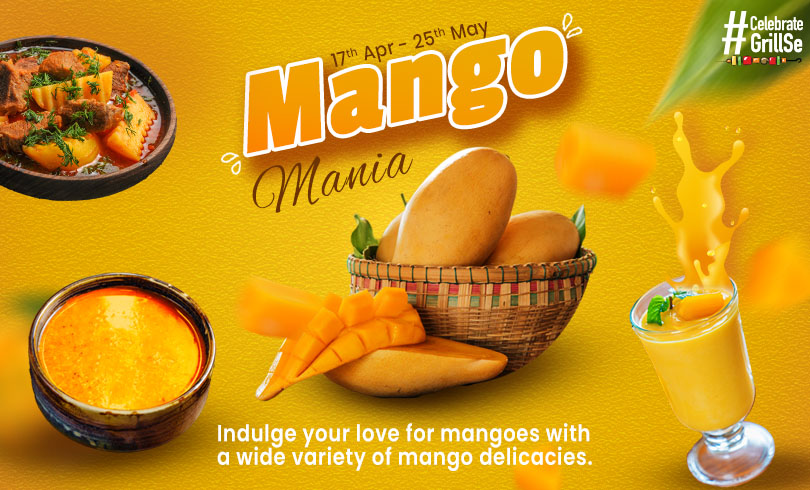 #Celebrate
GrillSe
17th Apr - 25th May
Mango
Mania
Indulge your love for mangoes with
a wide variety of mango delicacies.